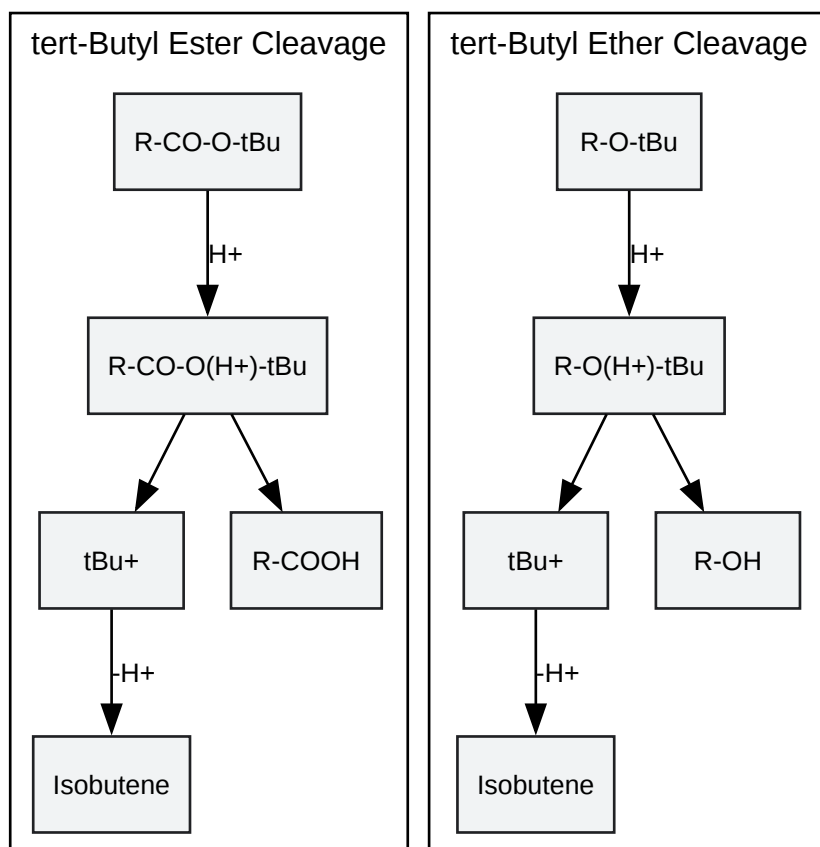 tert-Butyl Ester Cleavage
R-CO-O-tBu
H+
R-CO-O(H+)-tBu
tBu+
R-COOH
-H+
Isobutene
tert-Butyl Ether Cleavage
R-O-tBu
H+
R-O(H+)-tBu
tBu+
R-OH
-H+
Isobutene